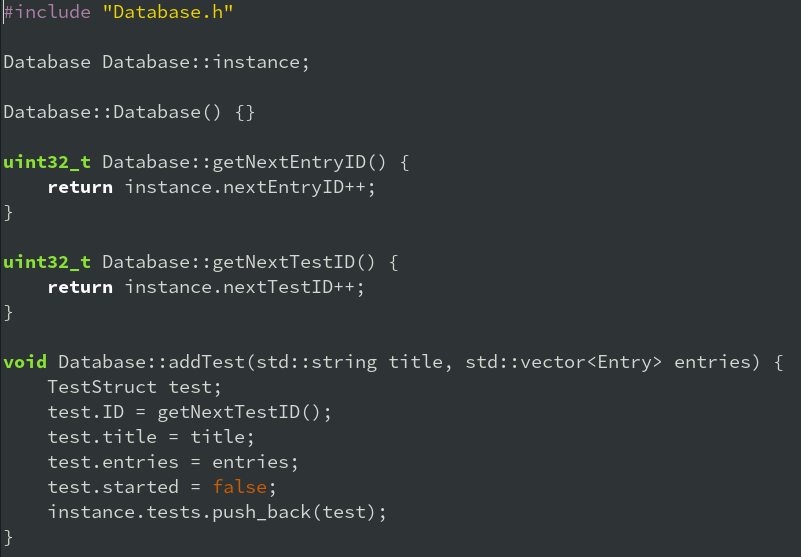 #include "Database.h"
Database Database::instance;
Database::Database() {}
uint32_t Database::getNextEntryID() {
    return instance.nextEntryID++;
}
uint32_t Database::getNextTestID() {
    return instance.nextTestID++;
}
void Database::addTest(std::string title, std::vector<Entry> entries) {
    TestStruct test;
    test.ID = getNextTestID();
    test.title = title;
    test.entries = entries;
    test.started = false;
    instance.tests.push_back(test);
}